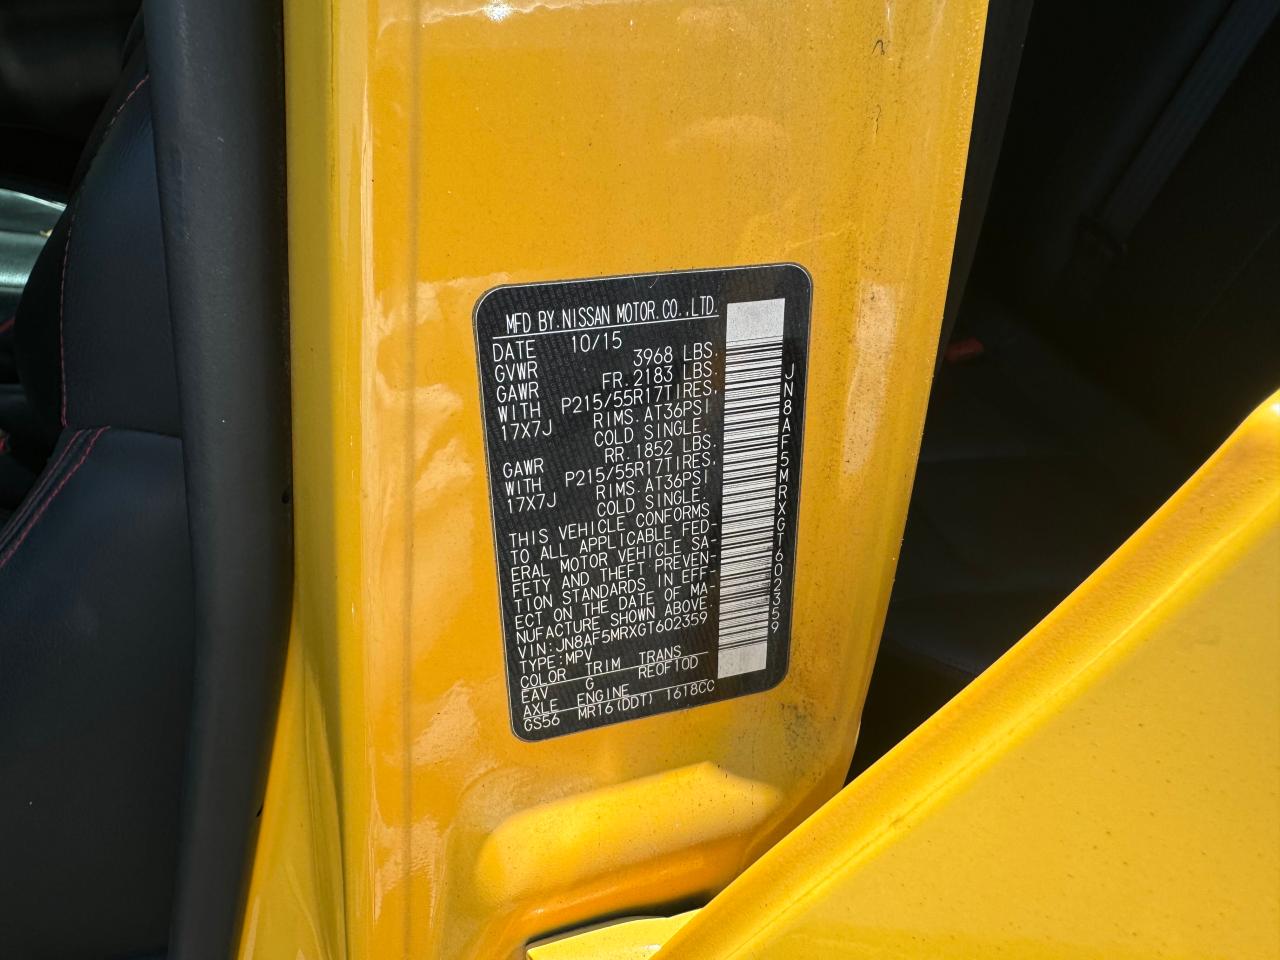 MFD BY.NISSAN MOTOR.CO.,LTD.
DATE 10/15
GVWR 3968 LBS.
GAWR FR.2183 LBS.
WITH P215/55R17TIRES,
17X7J RIMS.AT36PSI
COLD SINGLE.
GAWR RR.1852 LBS.
WITH P215/55R17TIRES,
17X7J RIMS.AT36PSI
COLD SINGLE.
THIS VEHICLE CONFORMS
TO ALL APPLICABLE FED-
ERAL MOTOR VEHICLE SA-
FETY AND THEFT PREVEN-
TION STANDARDS IN EFF-
ECT ON THE DATE OF MA-
NUFACTURE SHOWN ABOVE.
VIN:JN8AF5MRXGT602359
TYPE:MPV
COLOR TRIM TRANS
EAV G RE0F10D
AXLE ENGINE
GS56 MR16(DDT) 1618CC
JN8AF5MRXGT602359